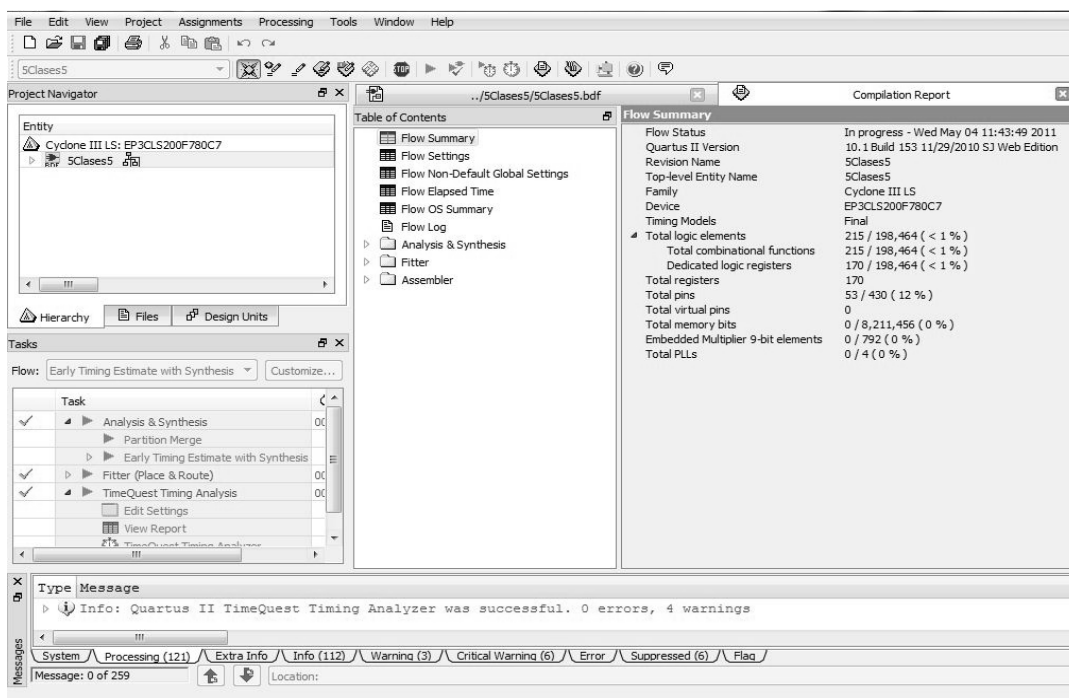 File Edit View Project Assignments Processing Tools Window Help
5Clases5
Project Navigator
Entity
Cyclone III LS: EP3CLS200F780C7
5Clases5
Hierarchy Files Design Units
Tasks
Flow: Early Timing Estimate with Synthesis Customize...
Task
Analysis & Synthesis 00
Partition Merge
Early Timing Estimate with Synthesis
Fitter (Place & Route) 00
TimeQuest Timing Analysis 00
Edit Settings
View Report
TimeQuest Timing Analyzer
../5Clases5/5Clases5.bdf
Compilation Report
Table of Contents
Flow Summary
Flow Settings
Flow Non-Default Global Settings
Flow Elapsed Time
Flow OS Summary
Flow Log
Analysis & Synthesis
Fitter
Assembler
Flow Summary
Flow Status In progress - Wed May 04 11:43:49 2011
Quartus II Version 10.1 Build 153 11/29/2010 SJ Web Edition
Revision Name 5Clases5
Top-level Entity Name 5Clases5
Family Cyclone III LS
Device EP3CLS200F780C7
Timing Models Final
Total logic elements 215 / 198,464 ( < 1 % )
Total combinational functions 215 / 198,464 ( < 1 % )
Dedicated logic registers 170 / 198,464 ( < 1 % )
Total registers 170
Total pins 53 / 430 ( 12 % )
Total virtual pins 0
Total memory bits 0 / 8,211,456 ( 0 % )
Embedded Multiplier 9-bit elements 0 / 792 ( 0 % )
Total PLLs 0 / 4 ( 0 % )
Messages
Type Message
Info: Quartus II TimeQuest Timing Analyzer was successful. 0 errors, 4 warnings
System Processing (121) Extra Info Info (112) Warning (3) Critical Warning (6) Error Suppressed (6) Flag
Message: 0 of 259 Location: